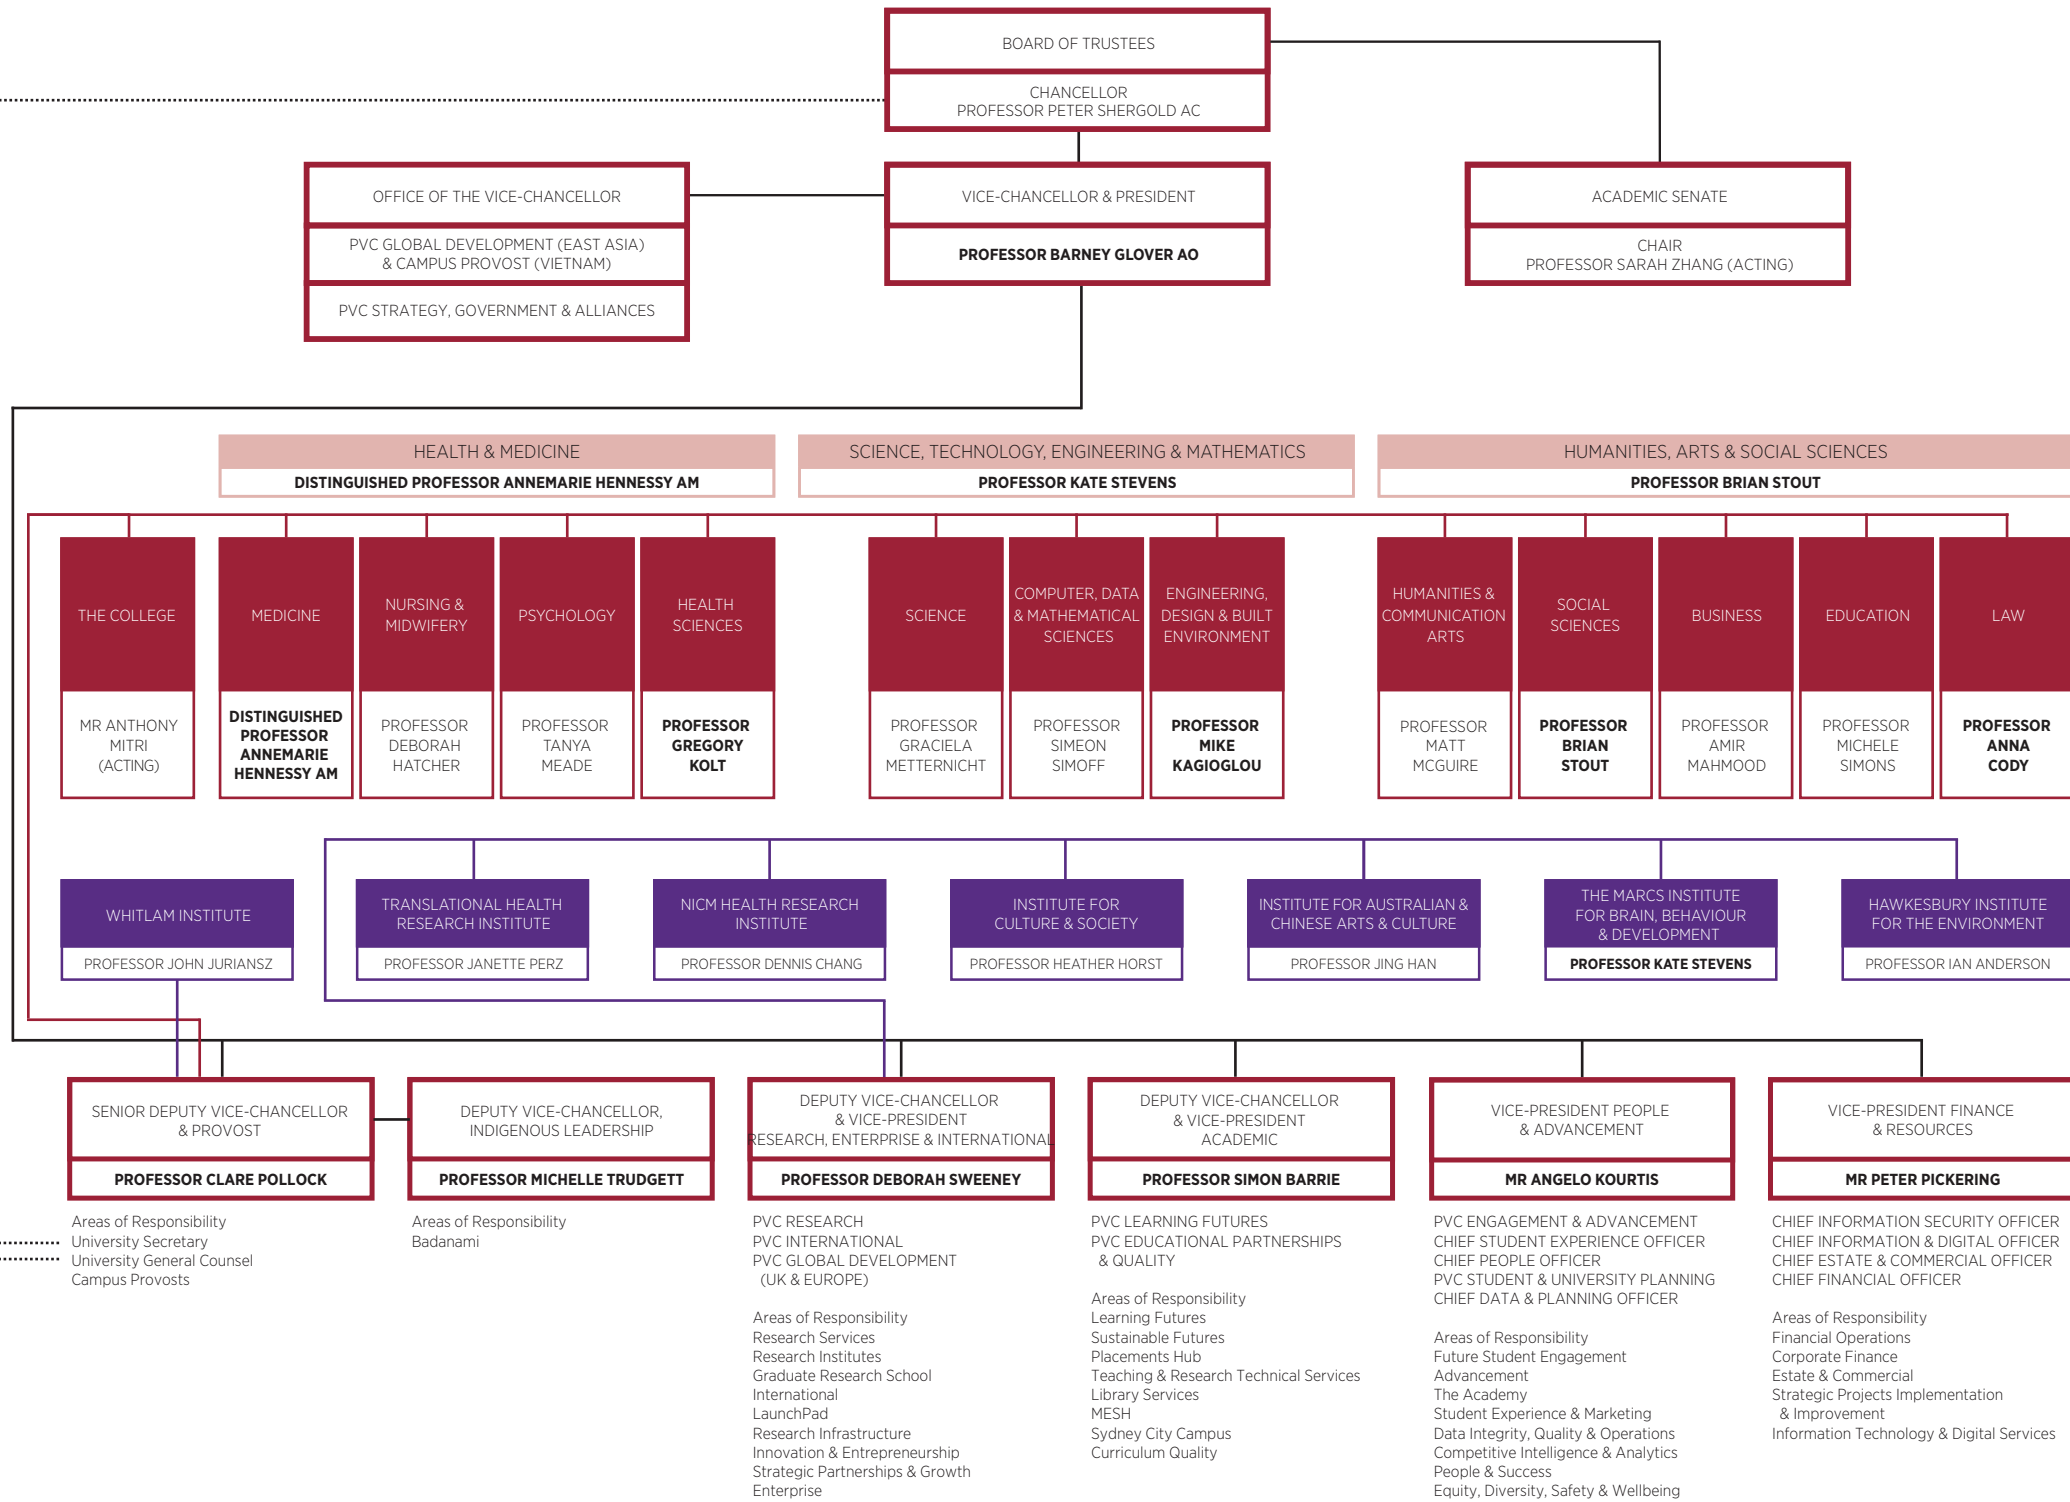 BOARD OF TRUSTEES
CHANCELLOR
PROFESSOR PETER SHERGOLD AC
OFFICE OF THE VICE-CHANCELLOR
PVC GLOBAL DEVELOPMENT (EAST ASIA)
& CAMPUS PROVOST (VIETNAM)
PVC STRATEGY, GOVERNMENT & ALLIANCES
VICE-CHANCELLOR & PRESIDENT
PROFESSOR BARNEY GLOVER AO
ACADEMIC SENATE
CHAIR
PROFESSOR SARAH ZHANG (ACTING)
HEALTH & MEDICINE
DISTINGUISHED PROFESSOR ANNEMARIE HENNESSY AM
SCIENCE, TECHNOLOGY, ENGINEERING & MATHEMATICS
PROFESSOR KATE STEVENS
HUMANITIES, ARTS & SOCIAL SCIENCES
PROFESSOR BRIAN STOUT
THE COLLEGE
MR ANTHONY
MITRI
(ACTING)
MEDICINE
DISTINGUISHED
PROFESSOR
ANNEMARIE
HENNESSY AM
NURSING &
MIDWIFERY
PROFESSOR
DEBORAH
HATCHER
PSYCHOLOGY
PROFESSOR
TANYA
MEADE
HEALTH
SCIENCES
PROFESSOR
GREGORY
KOLT
SCIENCE
PROFESSOR
GRACIELA
METTERNICHT
COMPUTER, DATA
& MATHEMATICAL
SCIENCES
PROFESSOR
SIMEON
SIMOFF
ENGINEERING,
DESIGN & BUILT
ENVIRONMENT
PROFESSOR
MIKE
KAGIOGLOU
HUMANITIES &
COMMUNICATION
ARTS
PROFESSOR
MATT
MCGUIRE
SOCIAL
SCIENCES
PROFESSOR
BRIAN
STOUT
BUSINESS
PROFESSOR
AMIR
MAHMOOD
EDUCATION
PROFESSOR
MICHELE
SIMONS
LAW
PROFESSOR
ANNA
CODY
WHITLAM INSTITUTE
PROFESSOR JOHN JURIANSZ
TRANSLATIONAL HEALTH
RESEARCH INSTITUTE
PROFESSOR JANETTE PERZ
NICM HEALTH RESEARCH
INSTITUTE
PROFESSOR DENNIS CHANG
INSTITUTE FOR
CULTURE & SOCIETY
PROFESSOR HEATHER HORST
INSTITUTE FOR AUSTRALIAN &
CHINESE ARTS & CULTURE
PROFESSOR JING HAN
THE MARCS INSTITUTE
FOR BRAIN, BEHAVIOUR
& DEVELOPMENT
PROFESSOR KATE STEVENS
HAWKESBURY INSTITUTE
FOR THE ENVIRONMENT
PROFESSOR IAN ANDERSON
SENIOR DEPUTY VICE-CHANCELLOR
& PROVOST
PROFESSOR CLARE POLLOCK
Areas of Responsibility
University Secretary
University General Counsel
Campus Provosts
DEPUTY VICE-CHANCELLOR,
INDIGENOUS LEADERSHIP
PROFESSOR MICHELLE TRUDGETT
Areas of Responsibility
Badanami
DEPUTY VICE-CHANCELLOR
& VICE-PRESIDENT
RESEARCH, ENTERPRISE & INTERNATIONAL
PROFESSOR DEBORAH SWEENEY
PVC RESEARCH
PVC INTERNATIONAL
PVC GLOBAL DEVELOPMENT
(UK & EUROPE)
Areas of Responsibility
Research Services
Research Institutes
Graduate Research School
International
LaunchPad
Research Infrastructure
Innovation & Entrepreneurship
Strategic Partnerships & Growth
Enterprise
DEPUTY VICE-CHANCELLOR
& VICE-PRESIDENT
ACADEMIC
PROFESSOR SIMON BARRIE
PVC LEARNING FUTURES
PVC EDUCATIONAL PARTNERSHIPS
& QUALITY
Areas of Responsibility
Learning Futures
Sustainable Futures
Placements Hub
Teaching & Research Technical Services
Library Services
MESH
Sydney City Campus
Curriculum Quality
VICE-PRESIDENT PEOPLE
& ADVANCEMENT
MR ANGELO KOURTIS
PVC ENGAGEMENT & ADVANCEMENT
CHIEF STUDENT EXPERIENCE OFFICER
CHIEF PEOPLE OFFICER
PVC STUDENT & UNIVERSITY PLANNING
CHIEF DATA & PLANNING OFFICER
Areas of Responsibility
Future Student Engagement
Advancement
The Academy
Student Experience & Marketing
Data Integrity, Quality & Operations
Competitive Intelligence & Analytics
People & Success
Equity, Diversity, Safety & Wellbeing
VICE-PRESIDENT FINANCE
& RESOURCES
MR PETER PICKERING
CHIEF INFORMATION SECURITY OFFICER
CHIEF INFORMATION & DIGITAL OFFICER
CHIEF ESTATE & COMMERCIAL OFFICER
CHIEF FINANCIAL OFFICER
Areas of Responsibility
Financial Operations
Corporate Finance
Estate & Commercial
Strategic Projects Implementation
& Improvement
Information Technology & Digital Services